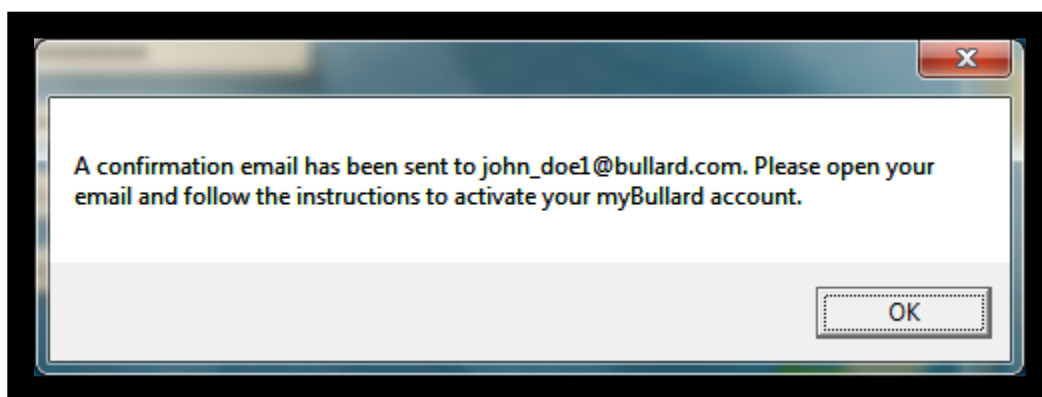 A confirmation email has been sent to john_doe1@bullard.com. Please open your
email and follow the instructions to activate your myBullard account.
OK